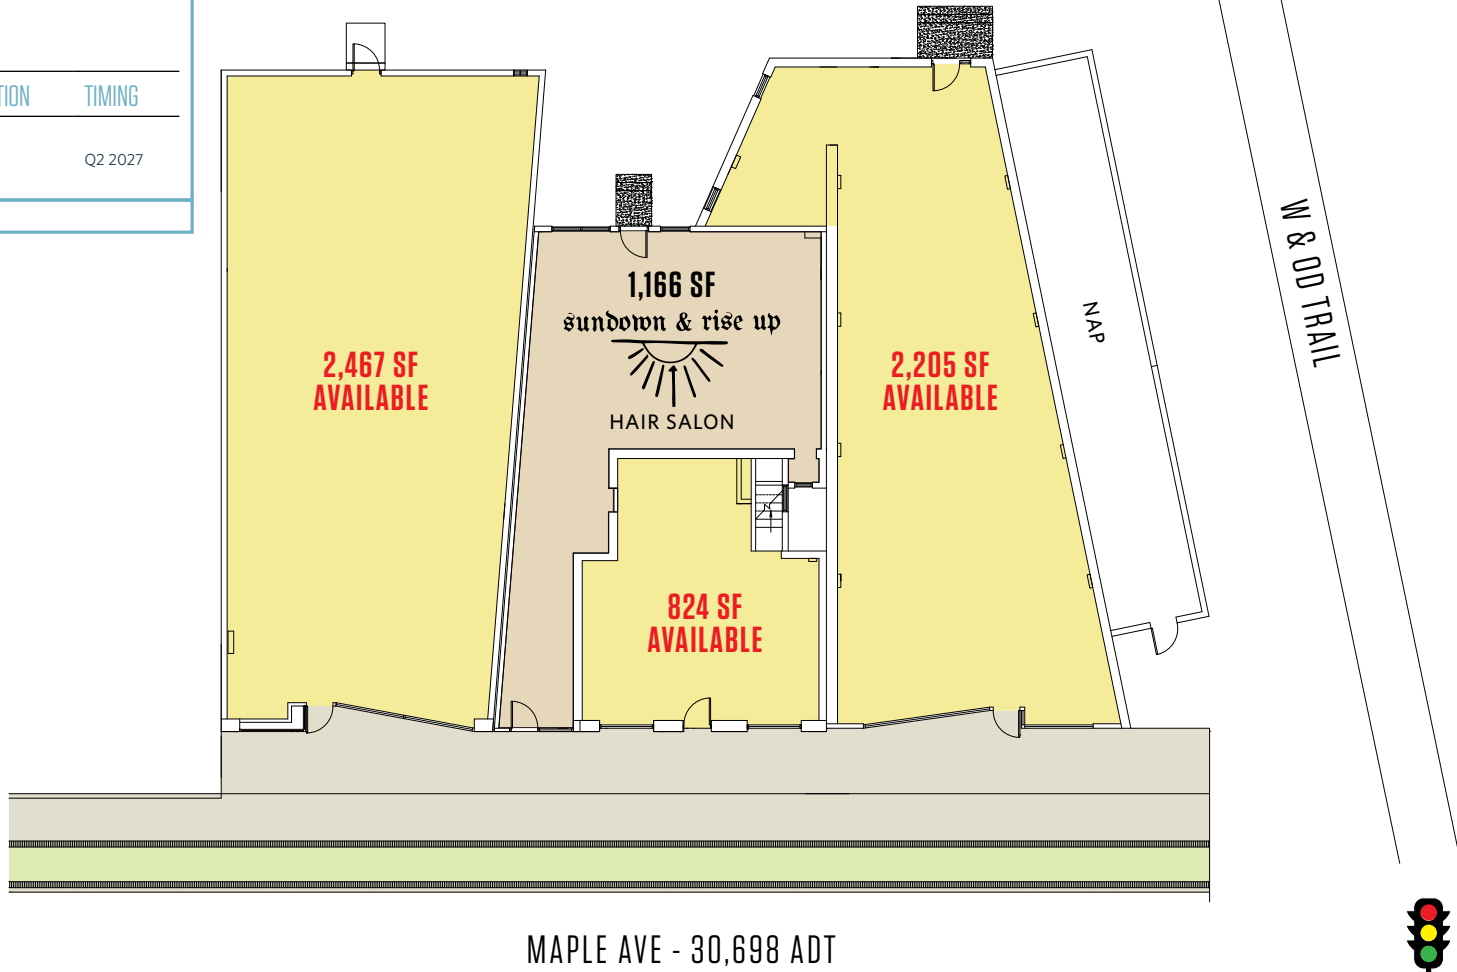 TION TIMING
Q2 2027
1,166 SF
sundown & rise up
HAIR SALON
2,467 SF
AVAILABLE
2,205 SF
AVAILABLE
824 SF
AVAILABLE
NAP
W & OD TRAIL
MAPLE AVE - 30,698 ADT